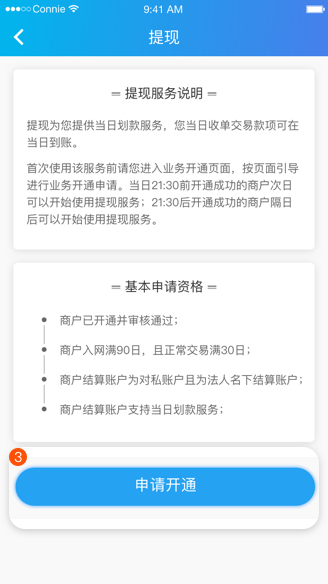 Connie 9:41 AM
提现
提现服务说明
提现为您提供当日划款服务，您当日收单交易款项可在
当日到账。
首次使用该服务前请您进入业务开通页面，按页面引导
进行业务开通申请。当日21:30前开通成功的商户次日
可以开始使用提现服务；21:30后开通成功的商户隔日
后可以开始使用提现服务。
基本申请资格
商户已开通并审核通过；
商户入网满90日，且正常交易满30日；
商户结算账户为对私账户且为法人名下结算账户；
商户结算账户支持当日划款服务；
3
申请开通